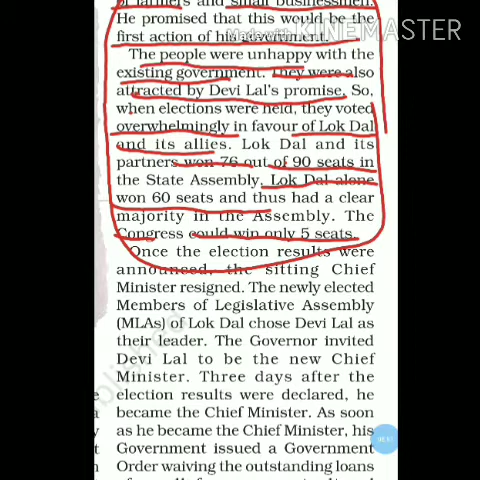 of farmers and small businessmen.
He promised that this would be the
first action of his government.
Made with KINEMASTER
The people were unhappy with the
existing government. They were also
attracted by Devi Lal's promise. So,
when elections were held, they voted
overwhelmingly in favour of Lok Dal
and its allies. Lok Dal and its
partners won 76 out of 90 seats in
the State Assembly. Lok Dal alone
won 60 seats and thus had a clear
majority in the Assembly. The
Congress could win only 5 seats.
Once the election results were
announced, the sitting Chief
Minister resigned. The newly elected
Members of Legislative Assembly
(MLAs) of Lok Dal chose Devi Lal as
their leader. The Governor invited
Devi Lal to be the new Chief
Minister. Three days after the
election results were declared, he
became the Chief Minister. As soon
as he became the Chief Minister, his
Government issued a Government
Order waiving the outstanding loans